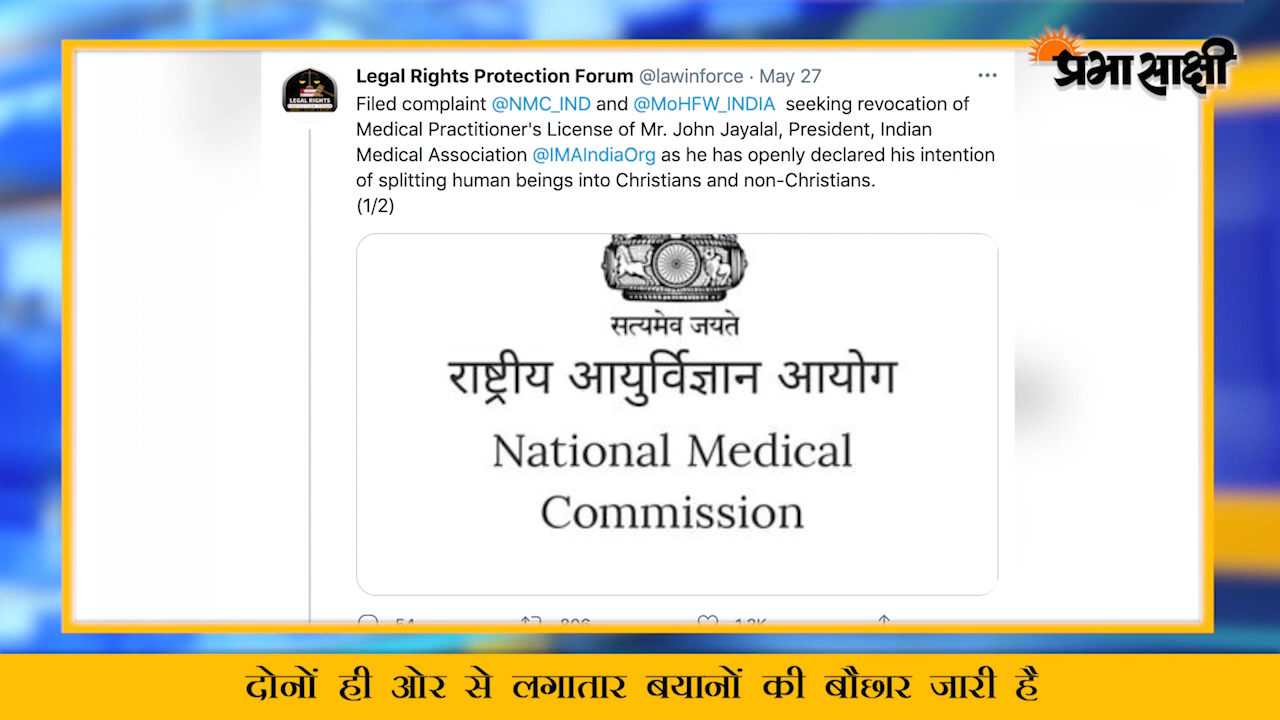 प्रभासाक्षी
Legal Rights Protection Forum @lawinforce · May 27
LEGAL RIGHTS
Filed complaint @NMC_IND and @MoHFW_INDIA seeking revocation of
Medical Practitioner's License of Mr. John Jayalal, President, Indian
Medical Association @IMAIndiaOrg as he has openly declared his intention
of splitting human beings into Christians and non-Christians.
(1/2)
सत्यमेव जयते
राष्ट्रीय आयुर्विज्ञान आयोग
National Medical
Commission
दोनों ही ओर से लगातार बयानों की बौछार जारी है